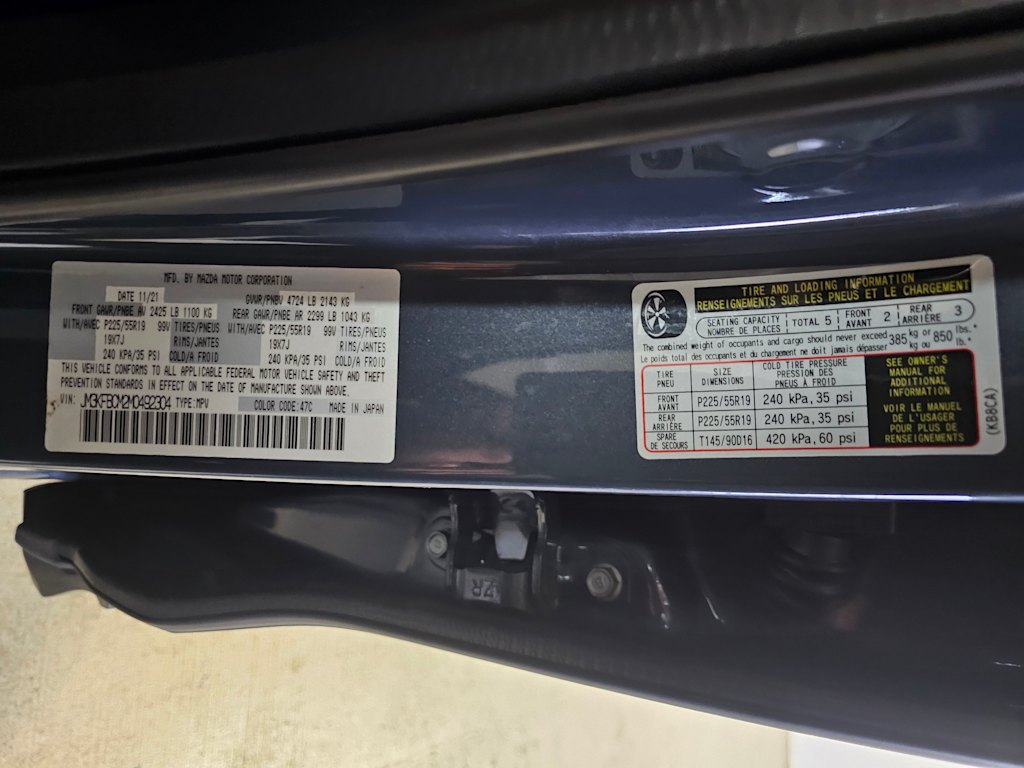 MFD. BY MAZDA MOTOR CORPORATION
DATE 11/21 GVWR/PNBV 4724 LB 2143 KG
FRONT GAWR/PNBE AV 2425 LB 1100 KG REAR GAWR/PNBE AR 2299 LB 1043 KG
WITH/AVEC P225/55R19 99V TIRES/PNEUS WITH/AVEC P225/55R19 99V TIRES/PNEUS
19X7J RIMS/JANTES 19X7J RIMS/JANTES
240 KPA/35 PSI COLD/A FROID 240 KPA/35 PSI COLD/A FROID
THIS VEHICLE CONFORMS TO ALL APPLICABLE FEDERAL MOTOR VEHICLE SAFETY AND THEFT
PREVENTION STANDARDS IN EFFECT ON THE DATE OF MANUFACTURE SHOWN ABOVE.
VIN: JM3KFBCM2M0492304 TYPE:MPV COLOR CODE:47C MADE IN JAPAN
TIRE AND LOADING INFORMATION
RENSEIGNEMENTS SUR LES PNEUS ET LE CHARGEMENT
SEATING CAPACITY TOTAL 5 FRONT 2 REAR 3
NOMBRE DE PLACES AVANT ARRIÈRE
The combined weight of occupants and cargo should never exceed 385 kg or 850 lbs.
Le poids total des occupants et du chargement ne doit jamais dépasser kg ou lb.
TIRE SIZE COLD TIRE PRESSURE
PNEU DIMENSIONS PRESSION DES
PNEUS À FROID
FRONT
AVANT P225/55R19 240 kPa, 35 psi
REAR
ARRIÈRE P225/55R19 240 kPa, 35 psi
SPARE
DE SECOURS T145/90D16 420 kPa, 60 psi
SEE OWNER'S
MANUAL FOR
ADDITIONAL
INFORMATION
VOIR LE MANUEL
DE L'USAGER
POUR PLUS DE
RENSEIGNEMENTS
(KB8CA)
ZR